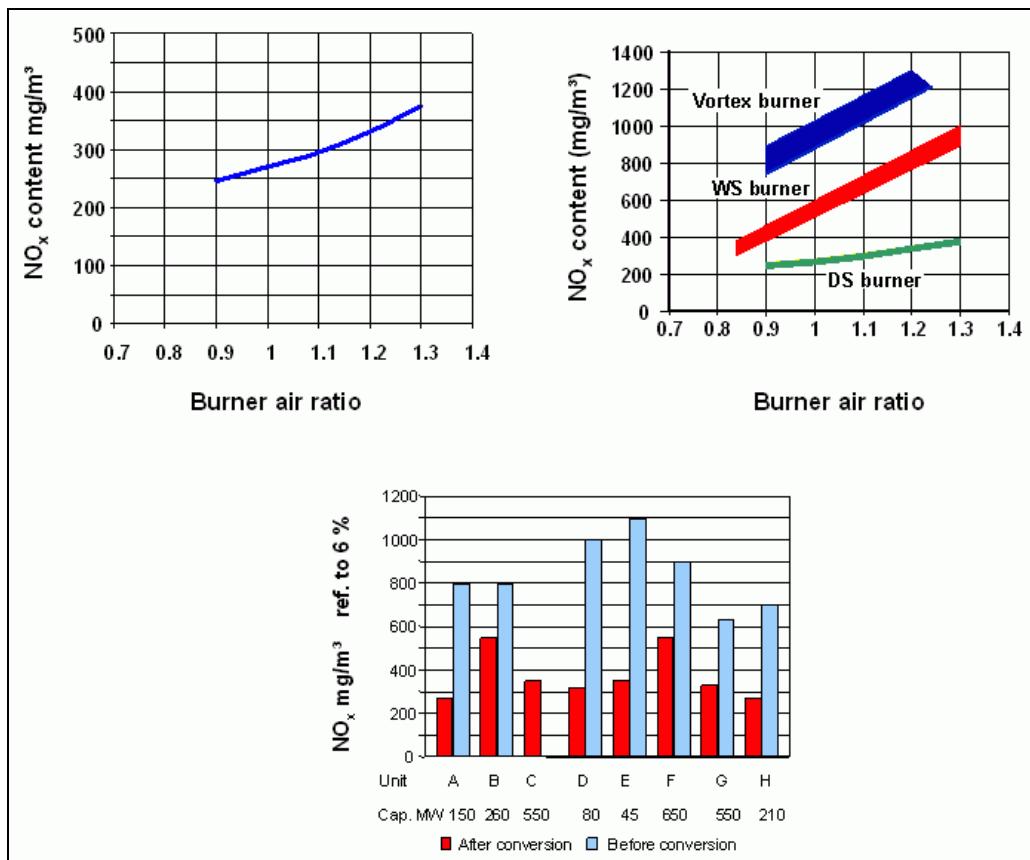 NOx content mg/m³
500
400
300
200
100
0
0.7 0.8 0.9 1 1.1 1.2 1.3 1.4
Burner air ratio
NOx content (mg/m³)
1400
1200
1000
800
600
400
200
0
Vortex burner
WS burner
DS burner
0.7 0.8 0.9 1 1.1 1.2 1.3 1.4
Burner air ratio
NOx mg/m³ ref. to 6 %
1200
1000
800
600
400
200
0
Unit A B C D E F G H
Cap. MW 150 260 550 80 45 650 550 210
After conversion Before conversion